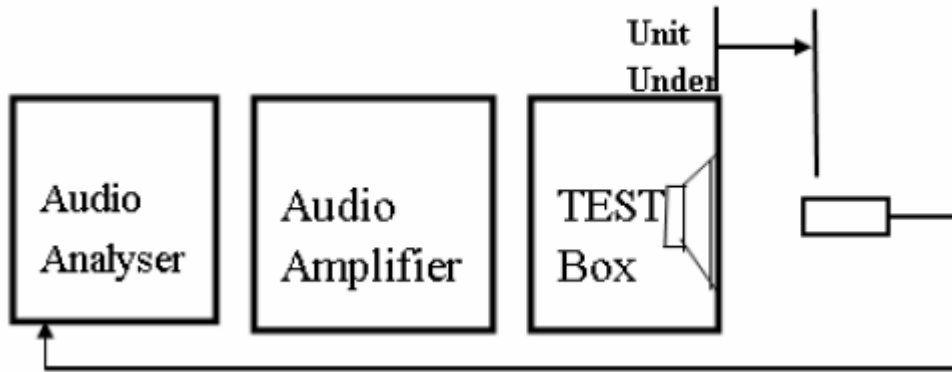 Unit
Under
Audio
Analyser
Audio
Amplifier
TEST
Box